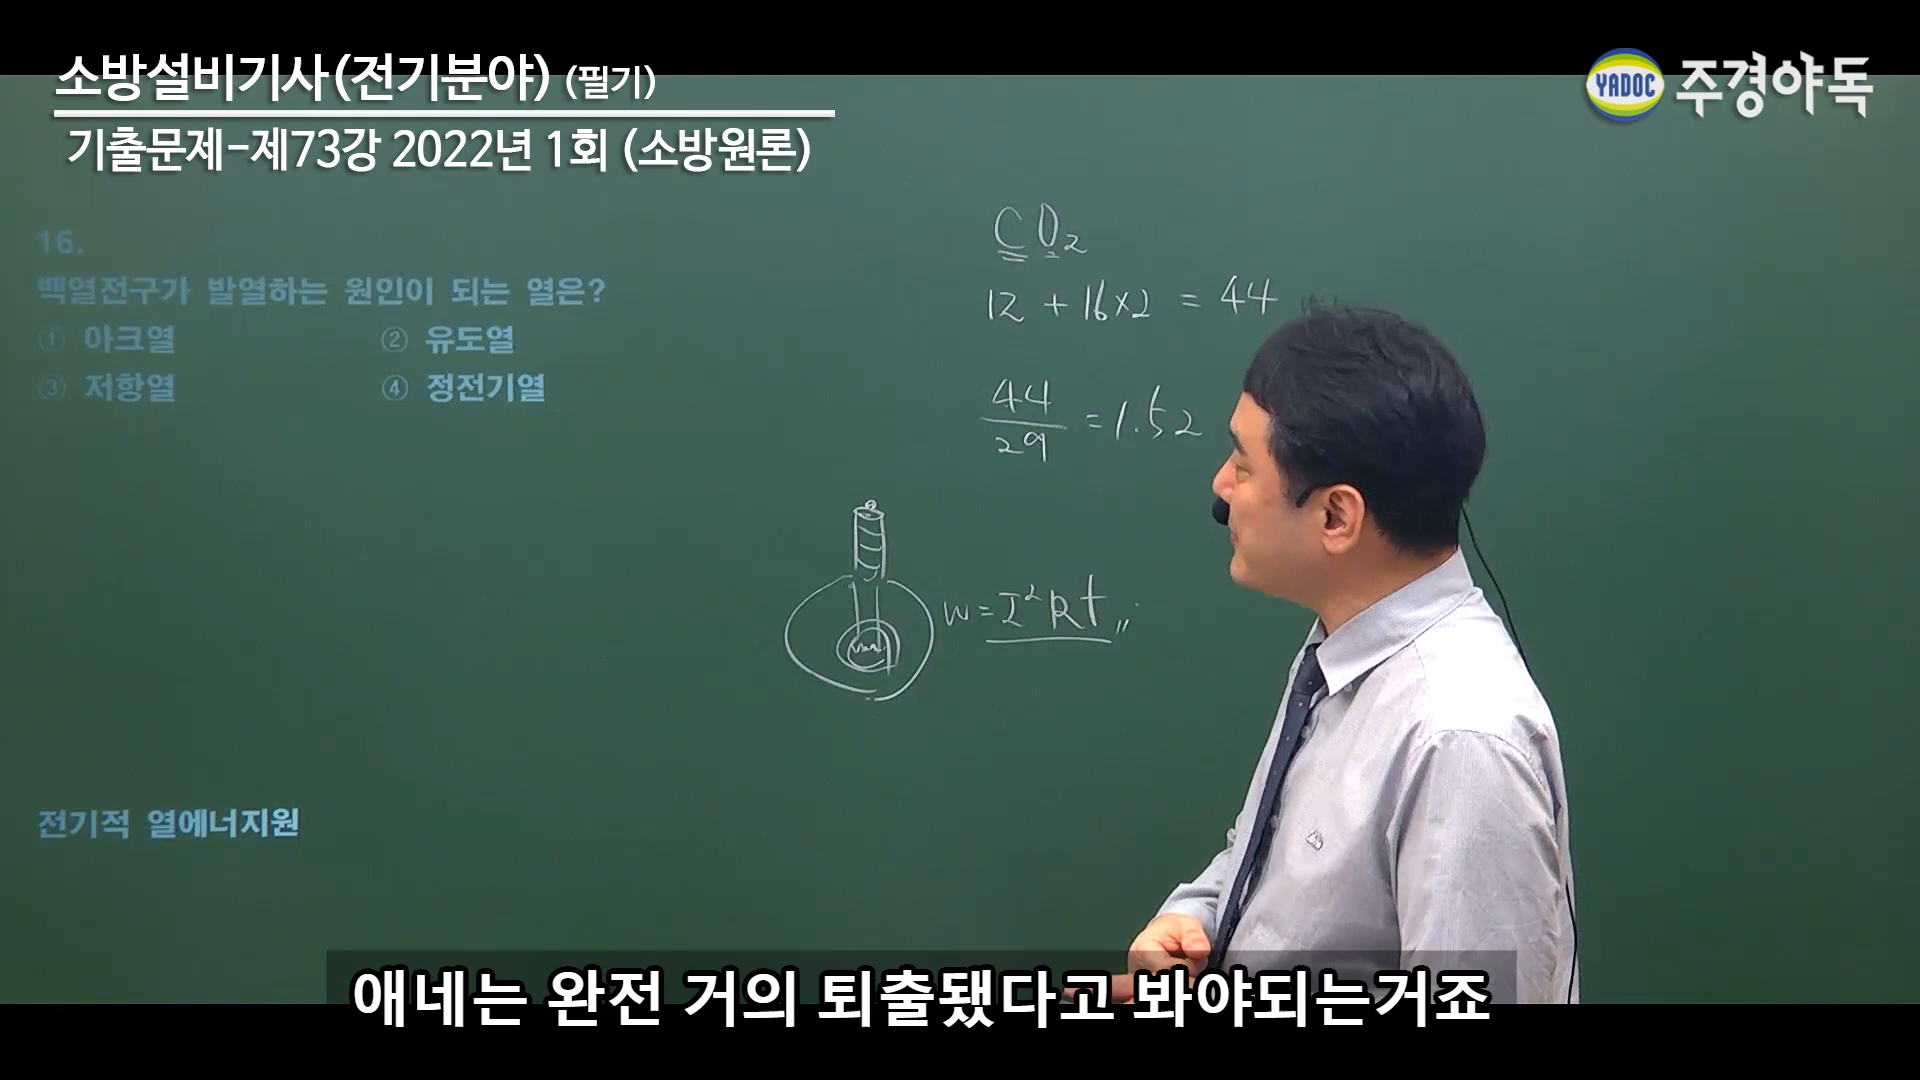 소방설비기사(전기분야) (필기)
기출문제-제73강 2022년 1회 (소방원론)
YADOC 주경야독
16.
백열전구가 발열하는 원인이 되는 열은?
① 아크열 ② 유도열
③ 저항열 ④ 정전기열
CO₂
12 + 16×2 = 44
44
29
= 1.52
W = I²Rt
전기적 열에너지원
얘네는 완전 거의 퇴출됐다고 봐야되는거죠